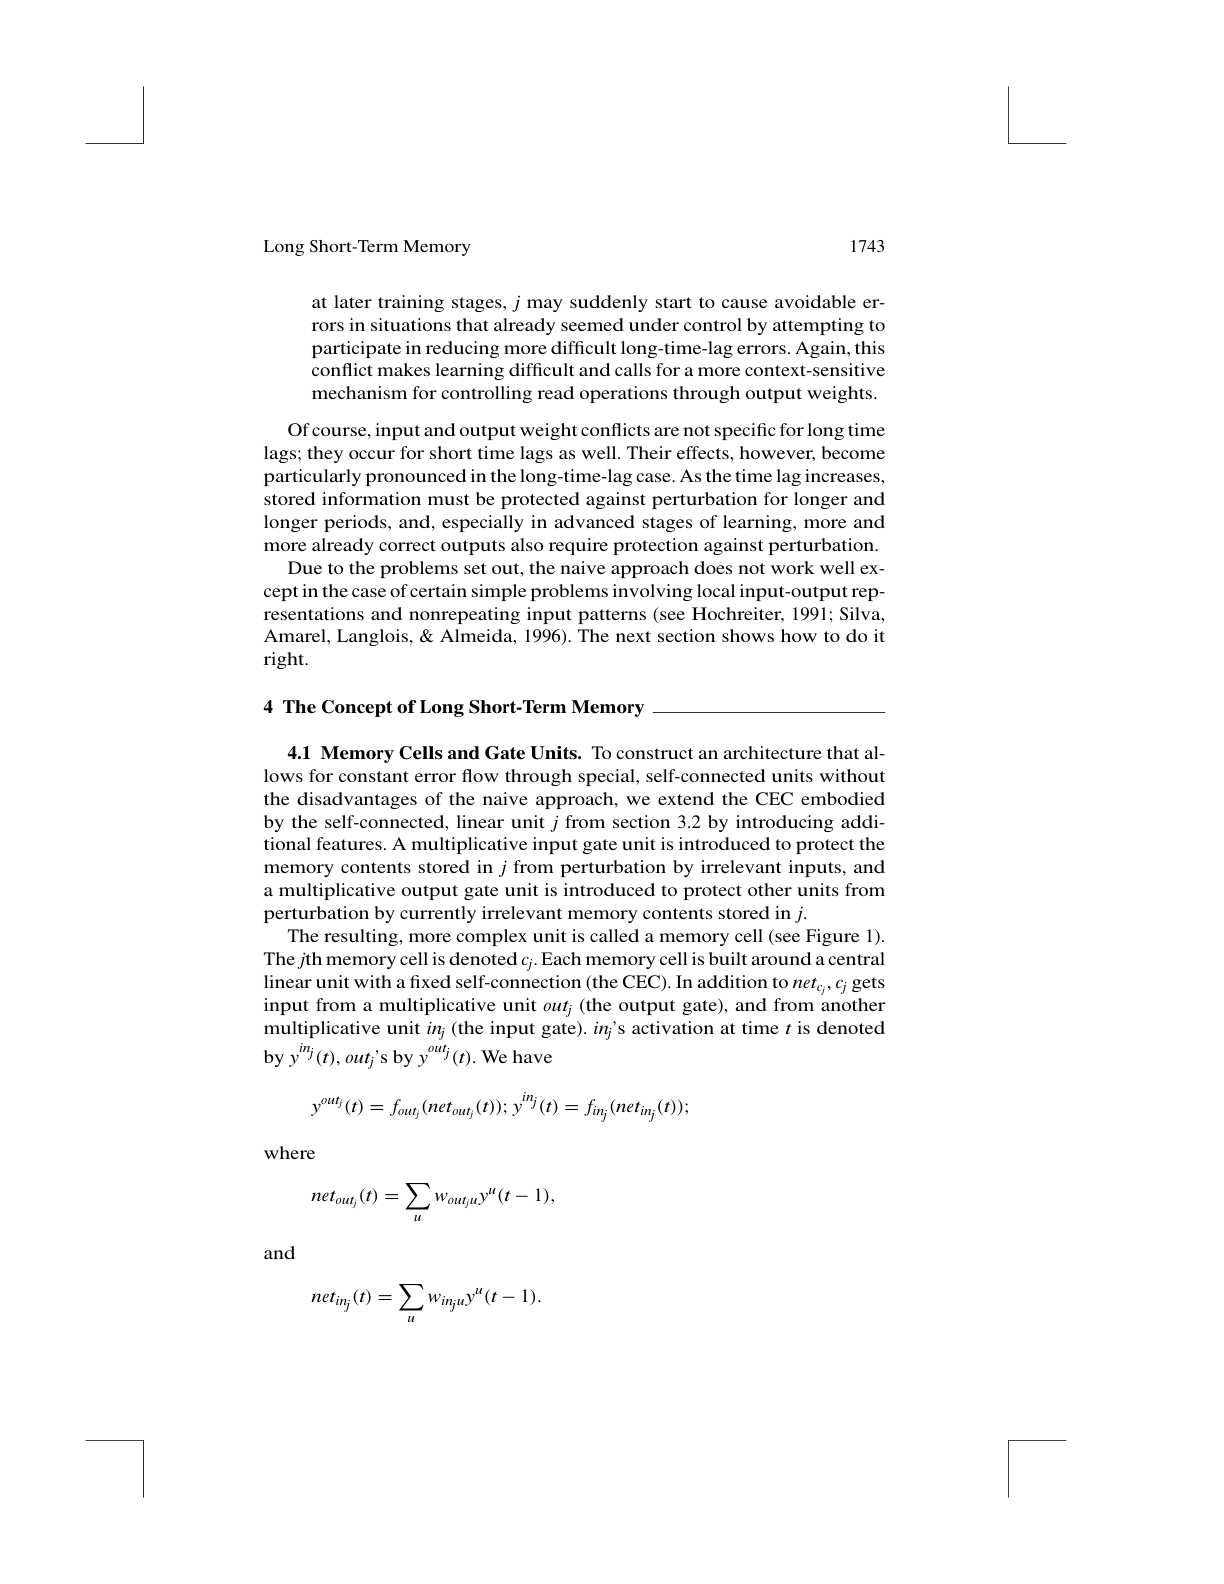 Long Short-Term Memory 1743
at later training stages, j may suddenly start to cause avoidable er-
rors in situations that already seemed under control by attempting to
participate in reducing more difficult long-time-lag errors. Again, this
conflict makes learning difficult and calls for a more context-sensitive
mechanism for controlling read operations through output weights.
Of course, input and output weight conflicts are not specific for long time
lags; they occur for short time lags as well. Their effects, however, become
particularly pronounced in the long-time-lag case. As the time lag increases,
stored information must be protected against perturbation for longer and
longer periods, and, especially in advanced stages of learning, more and
more already correct outputs also require protection against perturbation.
Due to the problems set out, the naive approach does not work well ex-
cept in the case of certain simple problems involving local input-output rep-
resentations and nonrepeating input patterns (see Hochreiter, 1991; Silva,
Amarel, Langlois, & Almeida, 1996). The next section shows how to do it
right.
4 The Concept of Long Short-Term Memory
4.1 Memory Cells and Gate Units. To construct an architecture that al-
lows for constant error flow through special, self-connected units without
the disadvantages of the naive approach, we extend the CEC embodied
by the self-connected, linear unit j from section 3.2 by introducing addi-
tional features. A multiplicative input gate unit is introduced to protect the
memory contents stored in j from perturbation by irrelevant inputs, and
a multiplicative output gate unit is introduced to protect other units from
perturbation by currently irrelevant memory contents stored in j.
The resulting, more complex unit is called a memory cell (see Figure 1).
The jth memory cell is denoted c_j. Each memory cell is built around a central
linear unit with a fixed self-connection (the CEC). In addition to net_{c_j}, c_j gets
input from a multiplicative unit out_j (the output gate), and from another
multiplicative unit in_j (the input gate). in_j's activation at time t is denoted
by y^{in_j}(t), out_j's by y^{out_j}(t). We have
y^{out_j}(t) = f_{out_j}(net_{out_j}(t)); y^{in_j}(t) = f_{in_j}(net_{in_j}(t));
where
net_{out_j}(t) = ∑_u w_{out_j u} y^u(t − 1),
and
net_{in_j}(t) = ∑_u w_{in_j u} y^u(t − 1).